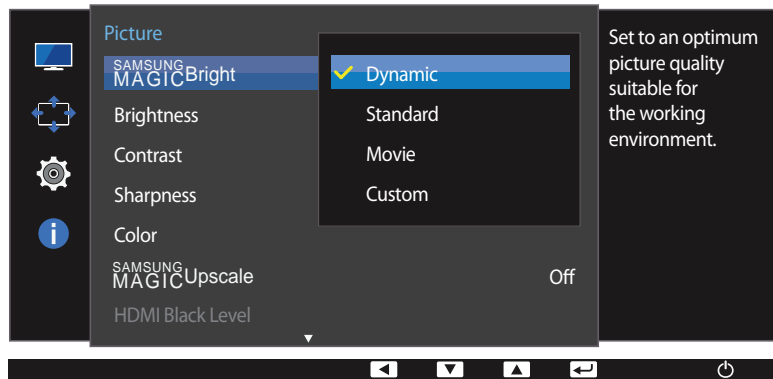 Picture
SAMSUNG
MAGICBright
Brightness
Contrast
Sharpness
Color
SAMSUNG
MAGICUpscale
Off
HDMI Black Level
Dynamic
Standard
Movie
Custom
Set to an optimum
picture quality
suitable for
the working
environment.